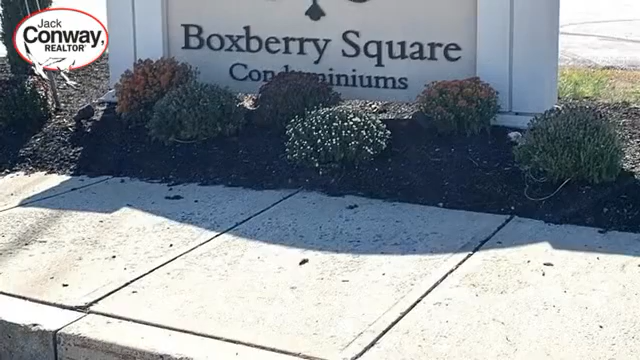 Jack
Conway,
REALTOR®
Boxberry Square
Condominiums